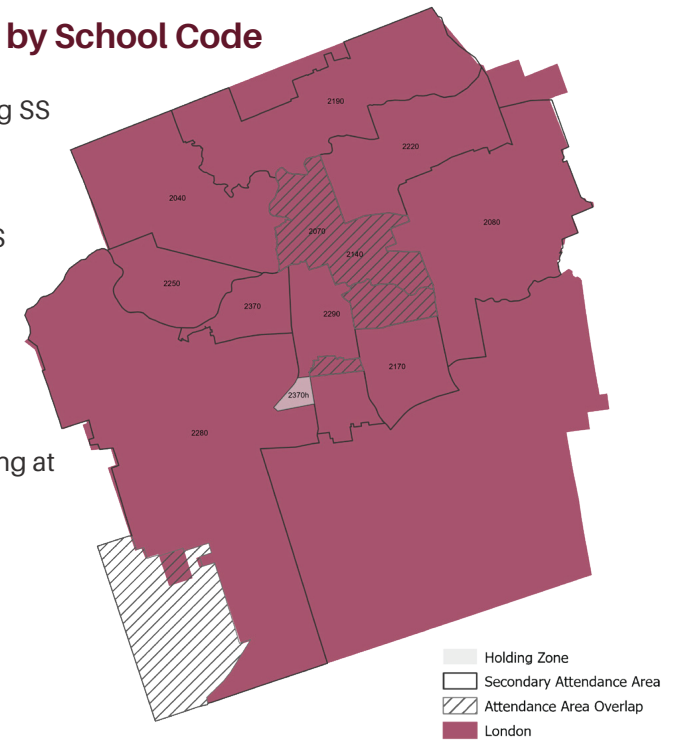 by School Code
g SS
S
ng at
2190
2220
2040
2080
2070
2140
2250
2370
2290
2170
2370h
2280
Holding Zone
Secondary Attendance Area
Attendance Area Overlap
London